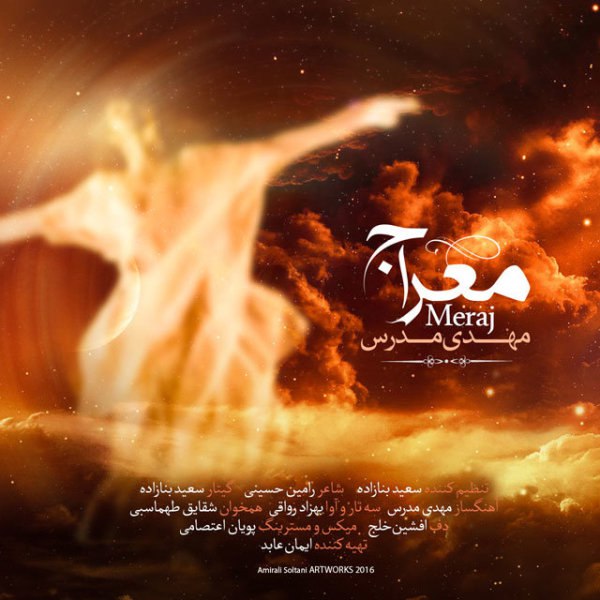 معراج
Meraj
مهدی مدرس
تنظیم کننده سعید بنازاده شاعر رامین حسینی گیتار سعید بنازاده
آهنگساز مهدی مدرس سه تار و آوا بهزاد رواقی همخوان شقایق طهماسبی
دف افشین خلج میکس و مسترینگ پویان اعتصامی
تهیه کننده ایمان عابد
Amirali Soltani ARTWORKS 2016